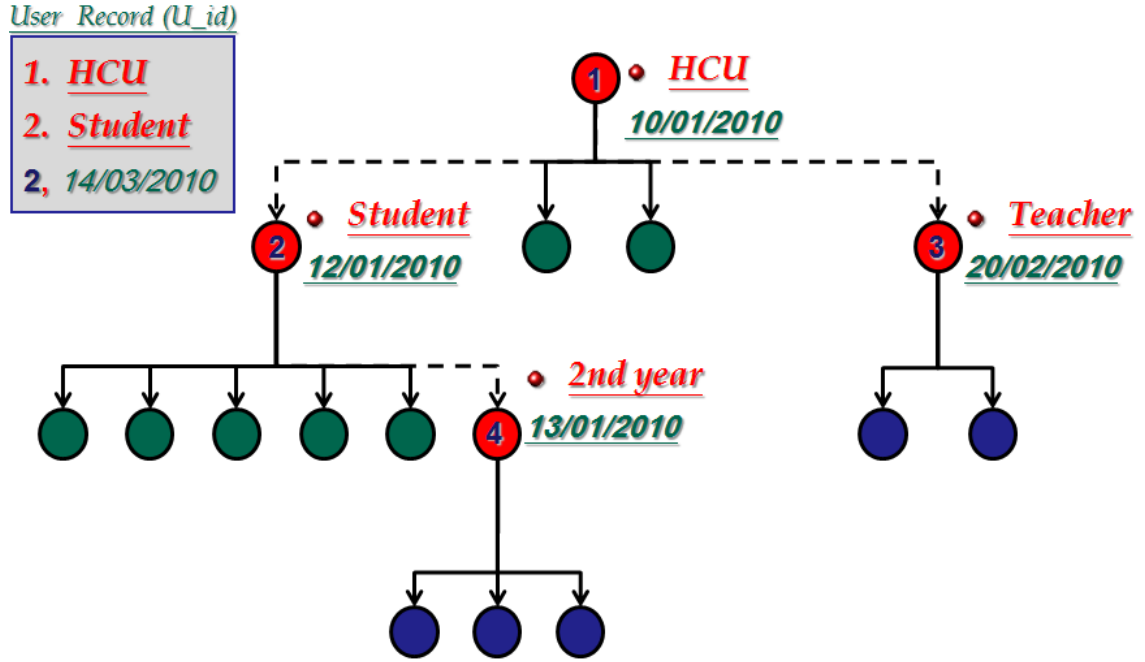 User Record (U_id)
1. HCU
2. Student
2, 14/03/2010
1
HCU
10/01/2010
2
Student
12/01/2010
3
Teacher
20/02/2010
4
2nd year
13/01/2010